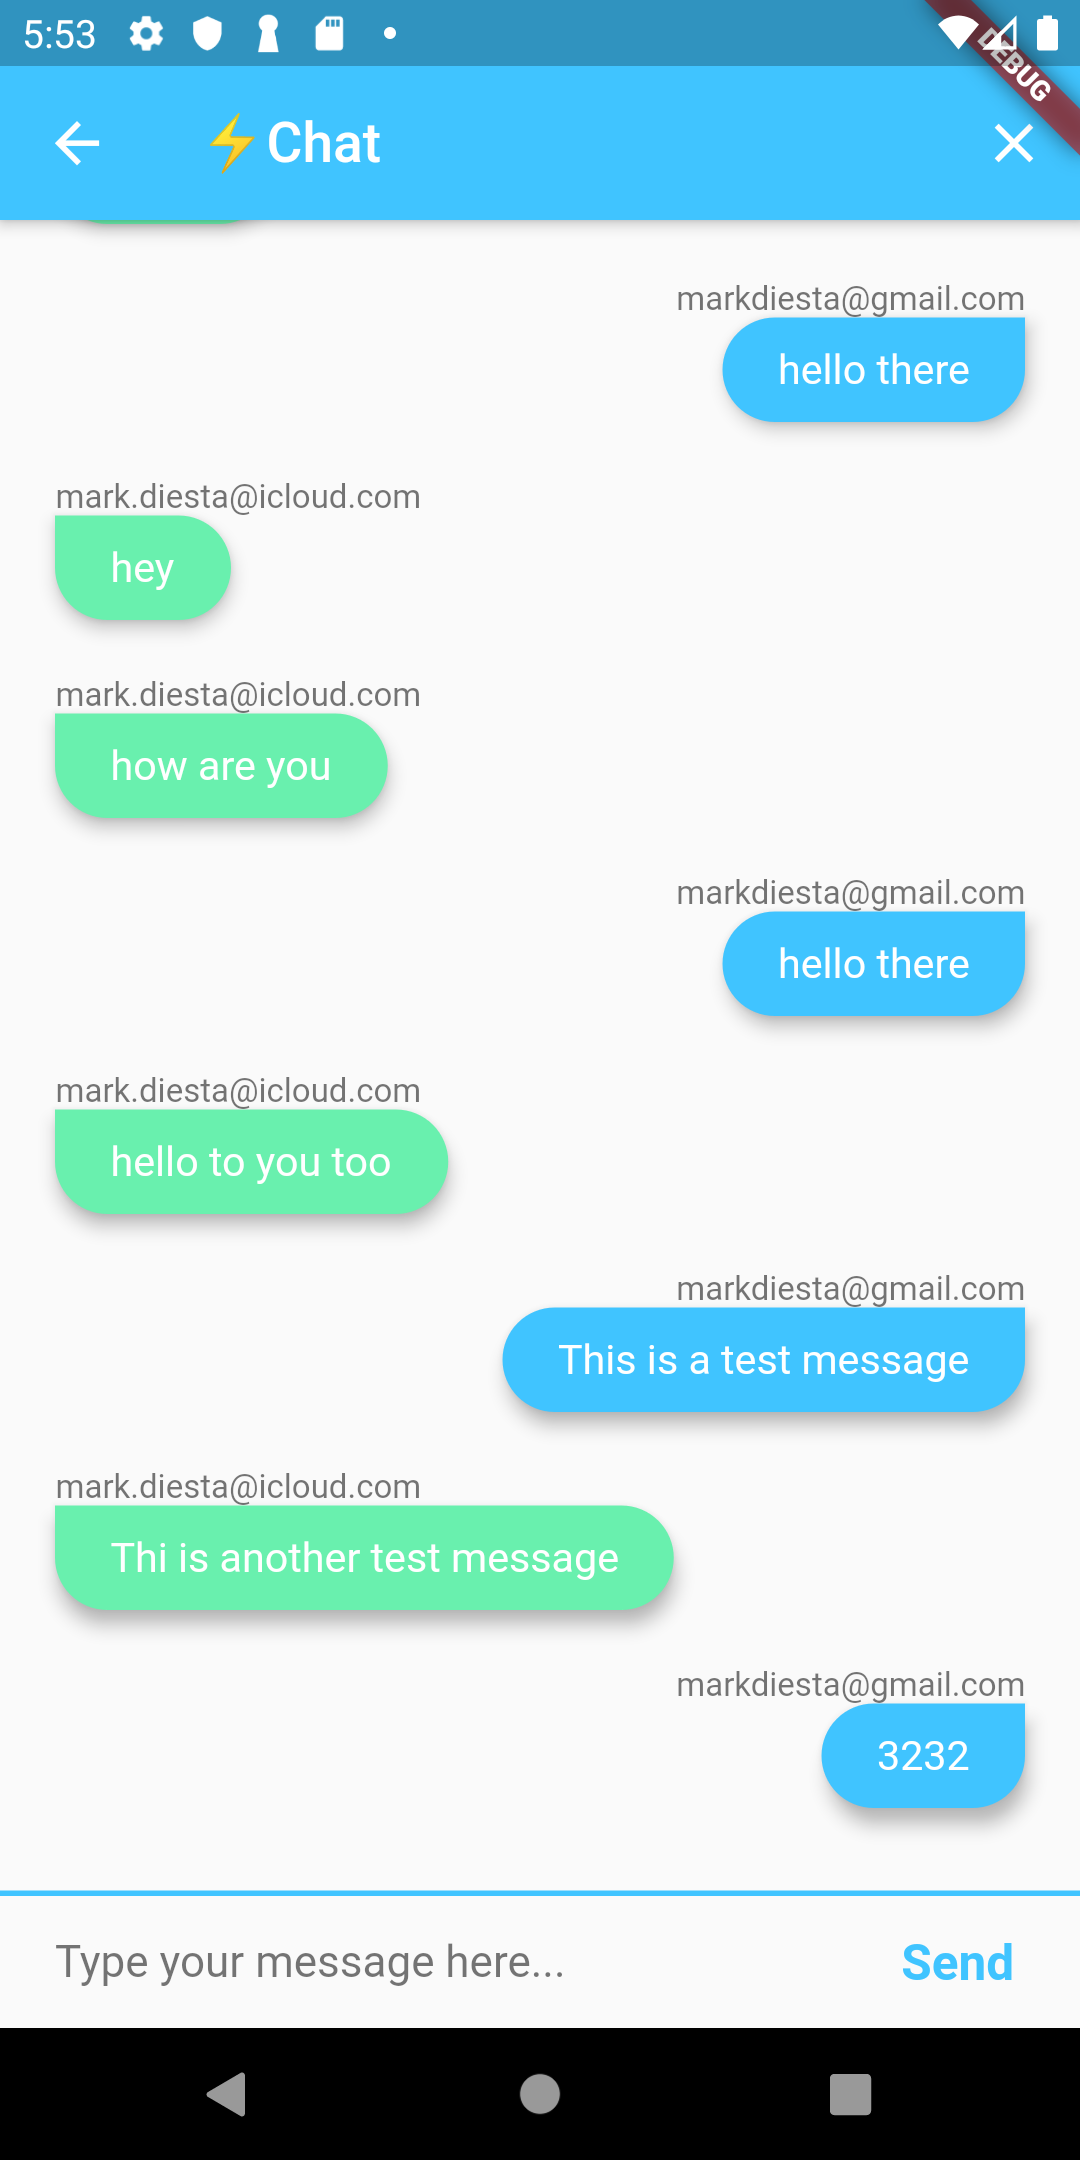 5:53
DEBUG
⚡Chat
markdiesta@gmail.com
hello there
mark.diesta@icloud.com
hey
mark.diesta@icloud.com
how are you
markdiesta@gmail.com
hello there
mark.diesta@icloud.com
hello to you too
markdiesta@gmail.com
This is a test message
mark.diesta@icloud.com
Thi is another test message
markdiesta@gmail.com
3232
Type your message here...
Send